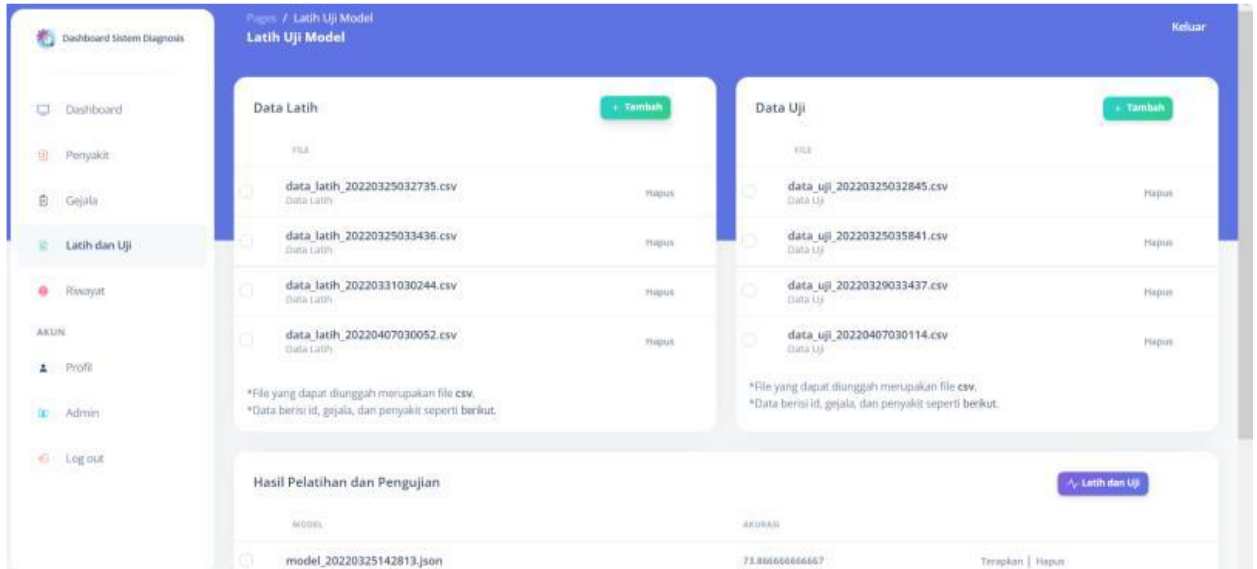 Dashboard Sistem Diagnosis
Dashboard
Penyakit
Gejala
Latih dan Uji
Riwayat
AKUN
Profil
Admin
Log out
Pages / Latih Uji Model
Latih Uji Model
Keluar
Data Latih
+ Tambah
FILE
data_latih_20220325032735.csv
Data Latih
Hapus
data_latih_20220325033436.csv
Data Latih
Hapus
data_latih_20220331030244.csv
Data Latih
Hapus
data_latih_20220407030052.csv
Data Latih
Hapus
*File yang dapat diunggah merupakan file csv.
*Data berisi id, gejala, dan penyakit seperti berikut.
Data Uji
+ Tambah
FILE
data_uji_20220325032845.csv
Data Uji
Hapus
data_uji_20220325035841.csv
Data Uji
Hapus
data_uji_20220329033437.csv
Data Uji
Hapus
data_uji_20220407030114.csv
Data Uji
Hapus
*File yang dapat diunggah merupakan file csv.
*Data berisi id, gejala, dan penyakit seperti berikut.
Hasil Pelatihan dan Pengujian
Latih dan Uji
MODEL
AKURASI
model_20220325142813.json
73.866666666667
Terapkan | Hapus